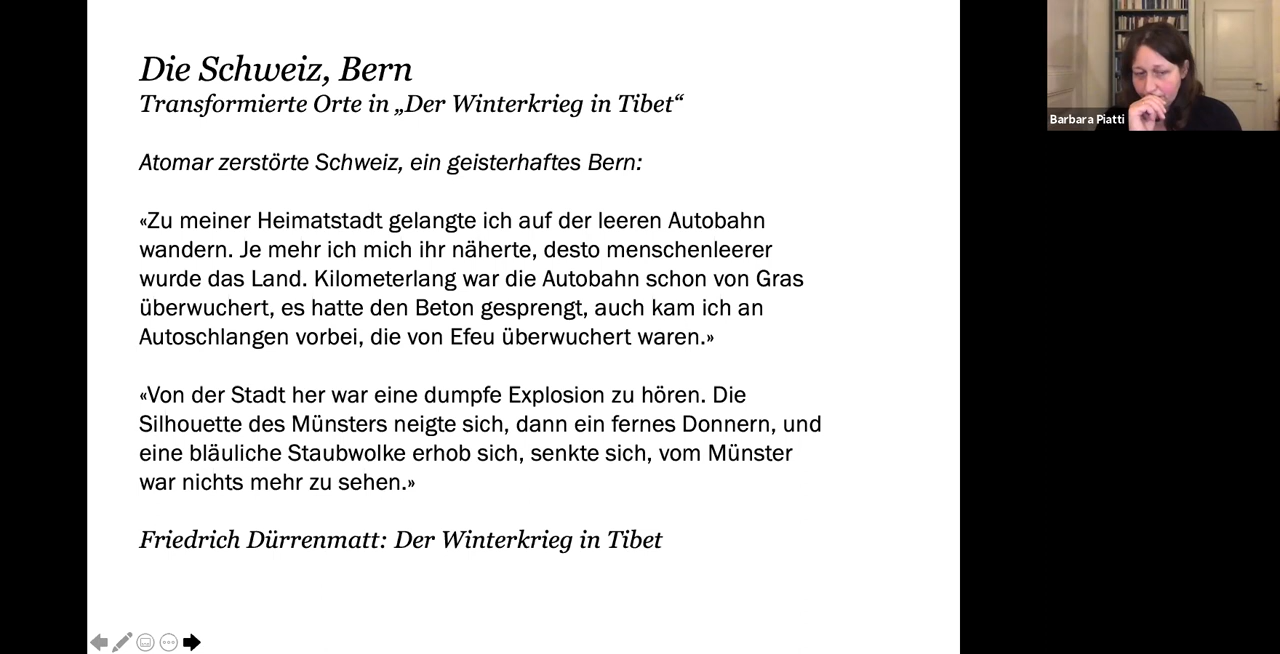 Die Schweiz, Bern
Transformierte Orte in „Der Winterkrieg in Tibet“
Atomar zerstörte Schweiz, ein geisterhaftes Bern:
«Zu meiner Heimatstadt gelangte ich auf der leeren Autobahn
wandern. Je mehr ich mich ihr näherte, desto menschenleerer
wurde das Land. Kilometerlang war die Autobahn schon von Gras
überwuchert, es hatte den Beton gesprengt, auch kam ich an
Autoschlangen vorbei, die von Efeu überwuchert waren.»
«Von der Stadt her war eine dumpfe Explosion zu hören. Die
Silhouette des Münsters neigte sich, dann ein fernes Donnern, und
eine bläuliche Staubwolke erhob sich, senkte sich, vom Münster
war nichts mehr zu sehen.»
Friedrich Dürrenmatt: Der Winterkrieg in Tibet
Barbara Piatti